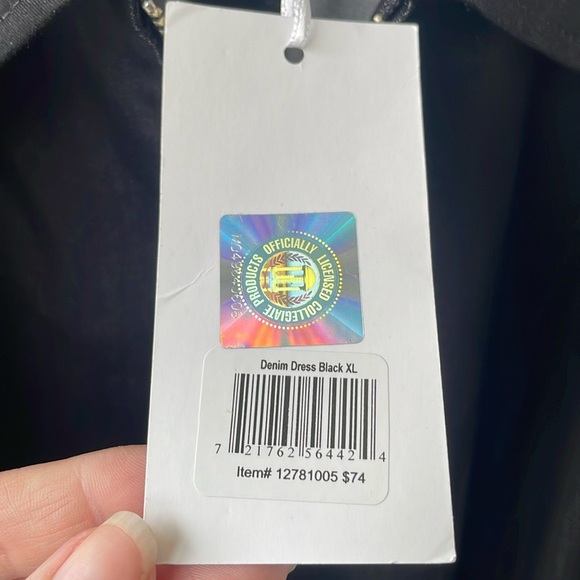 OFFICIALLY LICENSED COLLEGIATE PRODUCTS
Denim Dress Black XL
7 21762 56442 4
Item# 12781005 $74